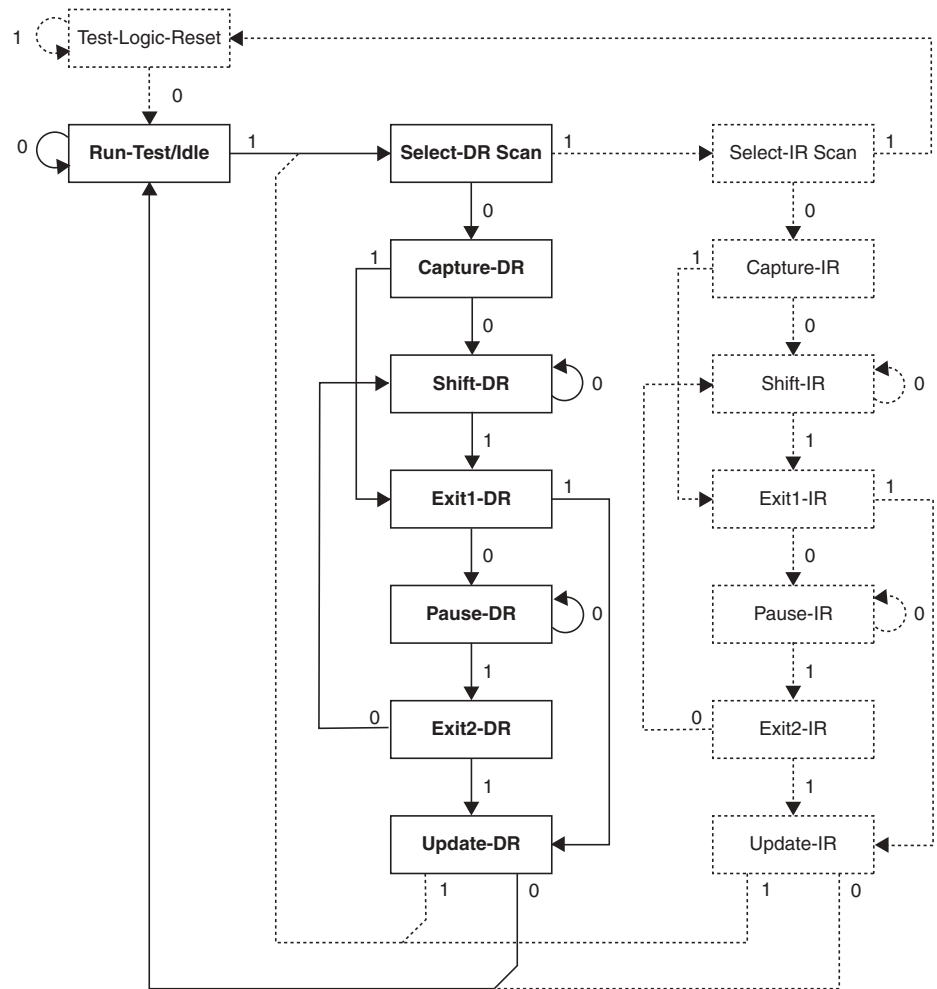 Test-Logic-Reset
1
0
Run-Test/Idle
0
1
Select-DR Scan
1
Select-IR Scan
1
0
0
Capture-DR
1
Capture-IR
1
0
0
Shift-DR
0
Shift-IR
0
1
1
Exit1-DR
1
Exit1-IR
1
0
0
Pause-DR
0
Pause-IR
0
1
1
0
Exit2-DR
0
Exit2-IR
1
1
Update-DR
Update-IR
1
0
1
0